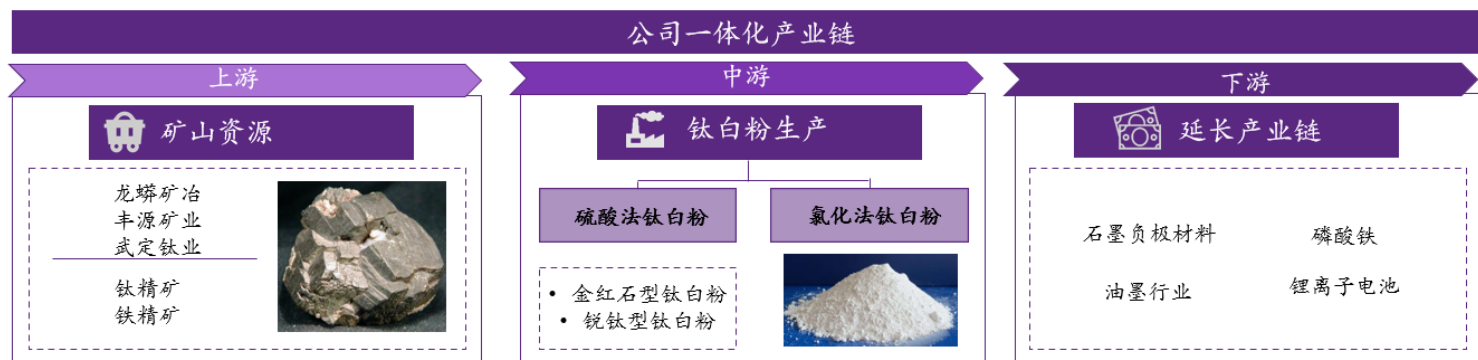 公司一体化产业链
上游
矿山资源
龙蟒矿冶
丰源矿业
武定钛业
钛精矿
铁精矿
中游
钛白粉生产
硫酸法钛白粉
氯化法钛白粉
• 金红石型钛白粉
• 锐钛型钛白粉
下游
延长产业链
石墨负极材料
磷酸铁
油墨行业
锂离子电池